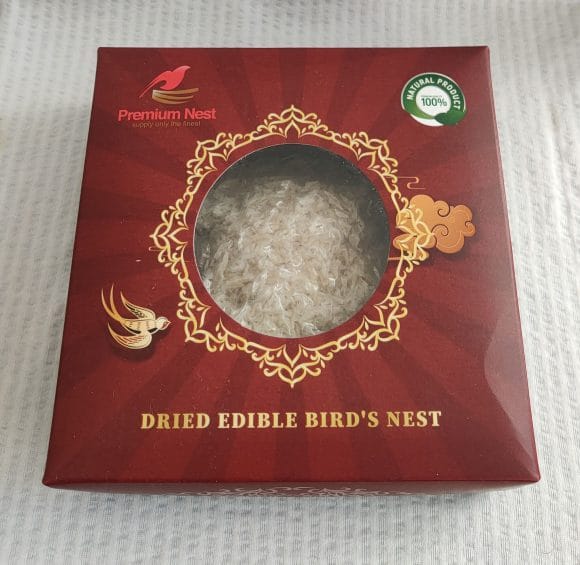 Premium Nest
supply only the finest
NATURAL PRODUCT
100%
DRIED EDIBLE BIRD'S NEST